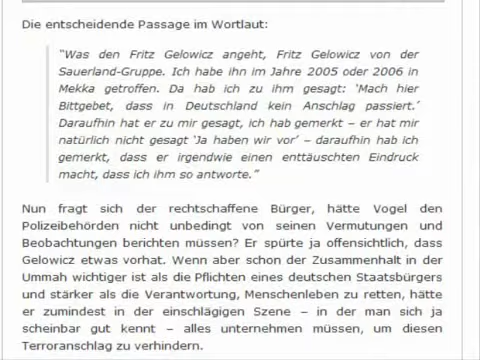 Die entscheidende Passage im Wortlaut:
“Was den Fritz Gelowicz angeht, Fritz Gelowicz von der
Sauerland-Gruppe. Ich habe ihn im Jahre 2005 oder 2006 in
Mekka getroffen. Da hab ich zu ihm gesagt: ‘Mach hier
Bittgebet, dass in Deutschland kein Anschlag passiert.’
Daraufhin hat er zu mir gesagt, ich hab gemerkt – er hat mir
natürlich nicht gesagt ‘Ja haben wir vor’ – daraufhin hab ich
gemerkt, dass er irgendwie einen enttäuschten Eindruck
macht, dass ich ihm so antworte.”
Nun fragt sich der rechtschaffene Bürger, hätte Vogel den
Polizeibehörden nicht unbedingt von seinen Vermutungen und
Beobachtungen berichten müssen? Er spürte ja offensichtlich, dass
Gelowicz etwas vorhat. Wenn aber schon der Zusammenhalt in der
Ummah wichtiger ist als die Pflichten eines deutschen Staatsbürgers
und stärker als die Verantwortung, Menschenleben zu retten, hätte
er zumindest in der einschlägigen Szene – in der man sich ja
scheinbar gut kennt – alles unternehmen müssen, um diesen
Terroranschlag zu verhindern.